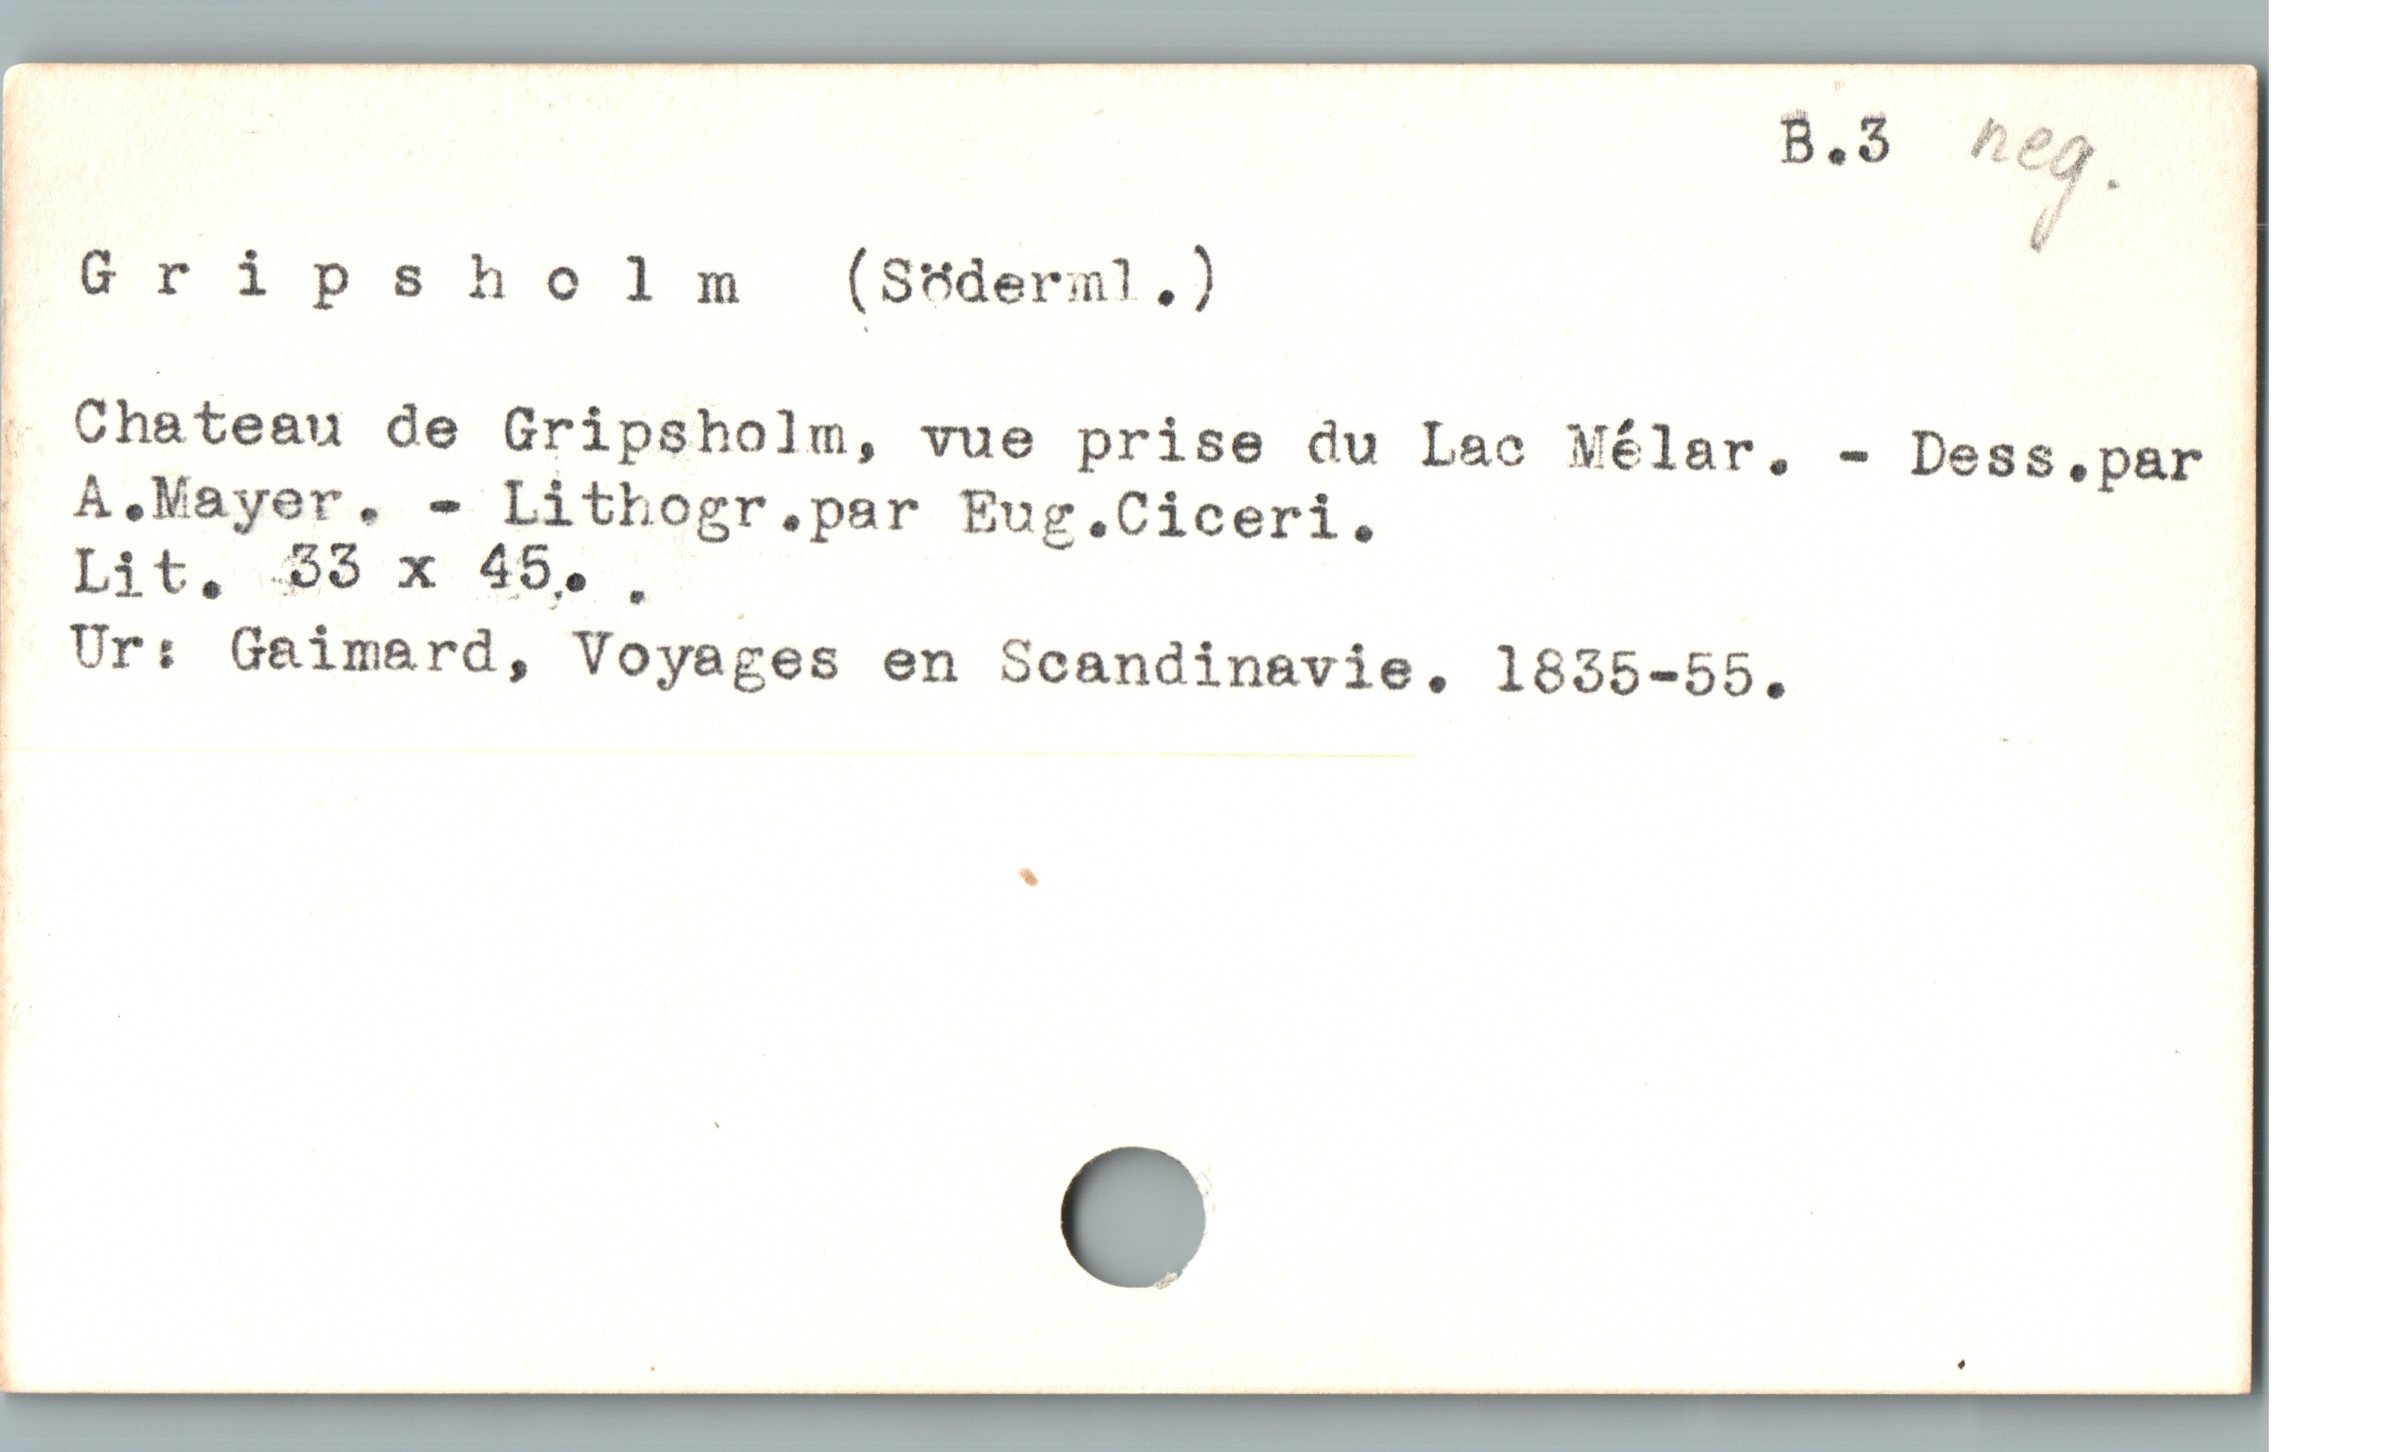 B.3 neg.
Gripsholm (Söderml.)
Chateau de Gripsholm, vue prise du Lac Mélar. - Dess.par
A.Mayer. - Lithogr.par Eug.Ciceri.
Lit. 33 x 45. .
Ur: Gaimard, Voyages en Scandinavie. 1835-55.